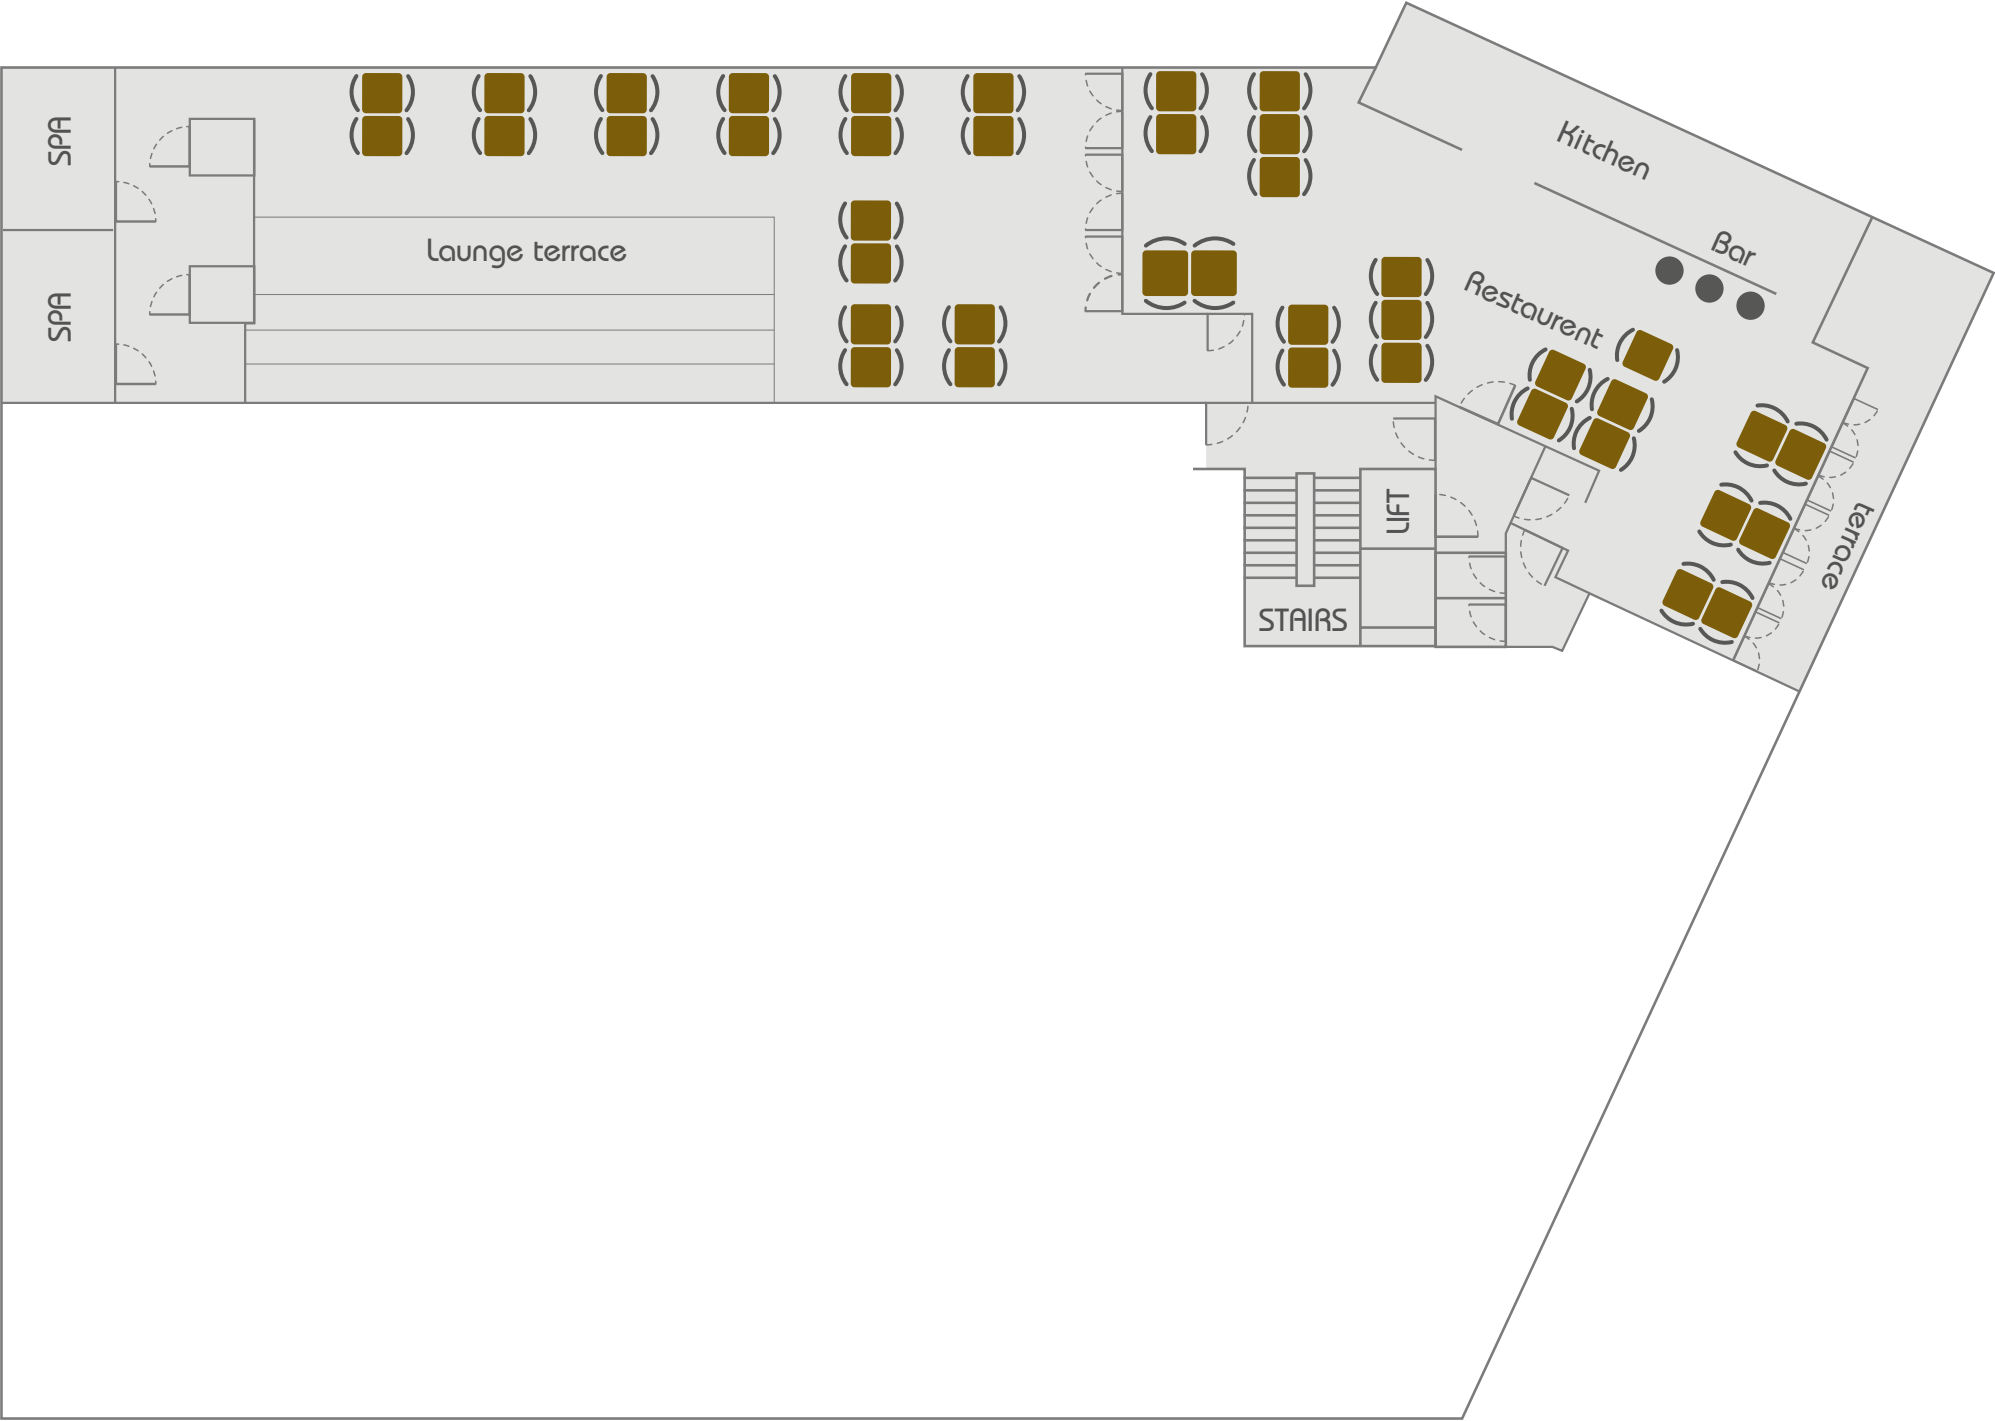 SPA
SPA
Launge terrace
Kitchen
Bar
Restaurent
LIFT
STAIRS
terrace